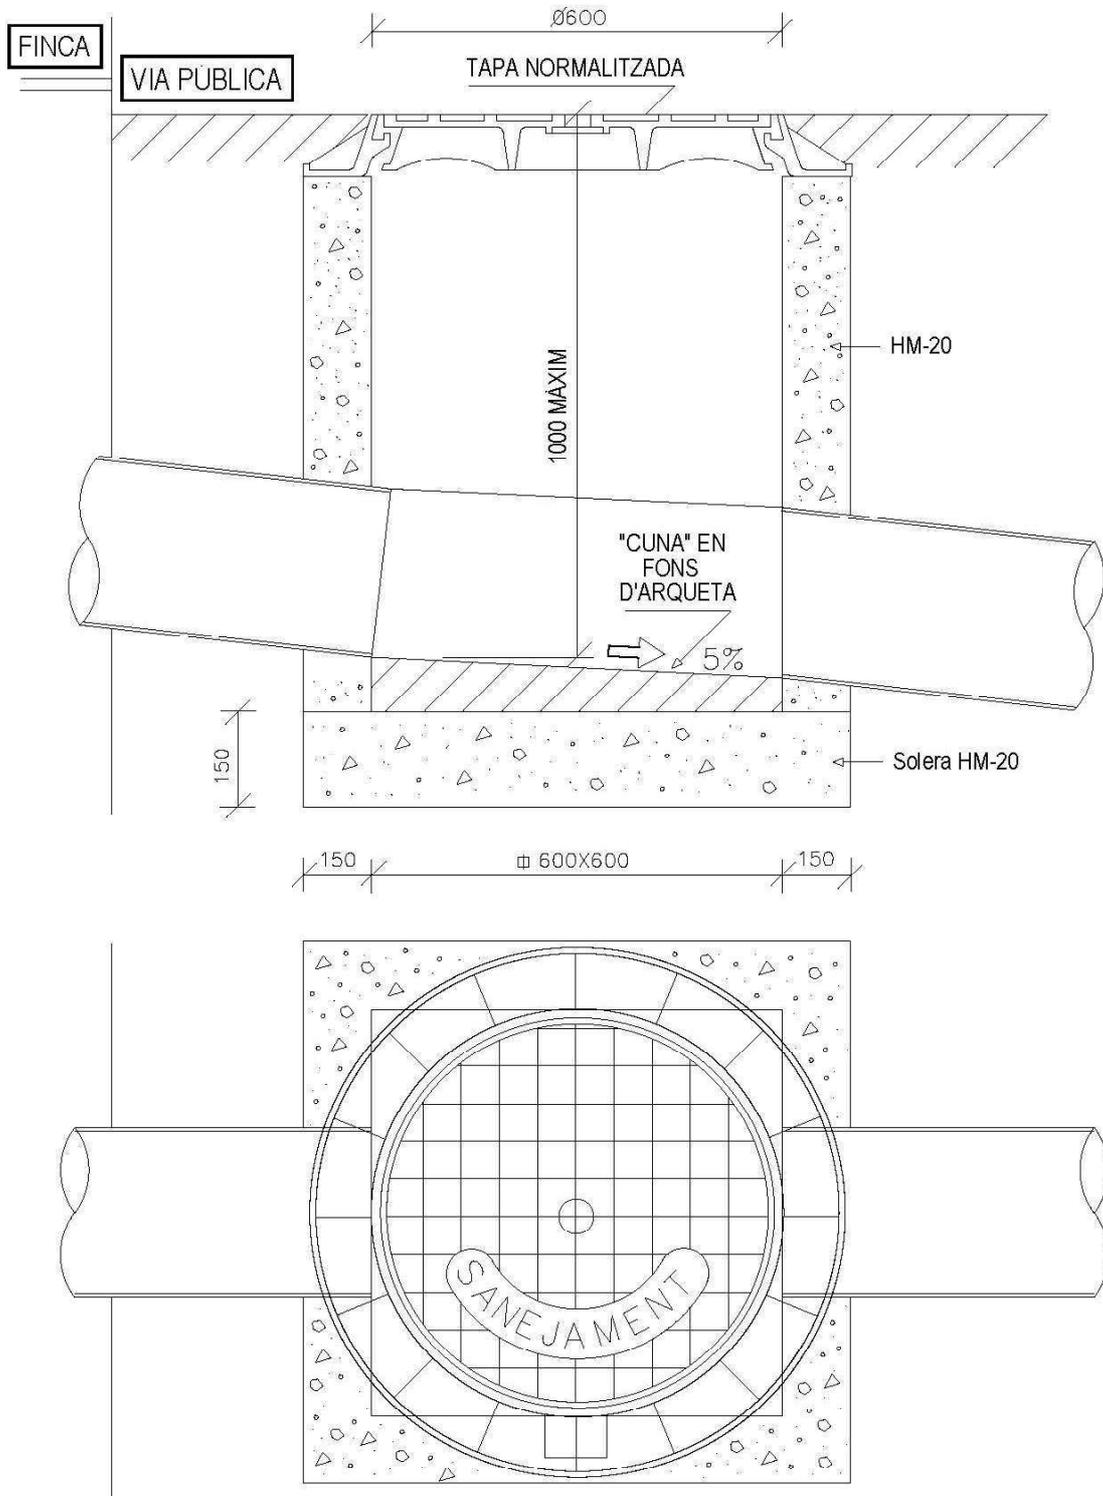 Ø600
FINCA
VIA PÚBLICA
TAPA NORMALITZADA
HM-20
1000 MÀXIM
"CUNA" EN
FONS
D'ARQUETA
5%
150
Solera HM-20
150
600X600
150
SANEJAMENT